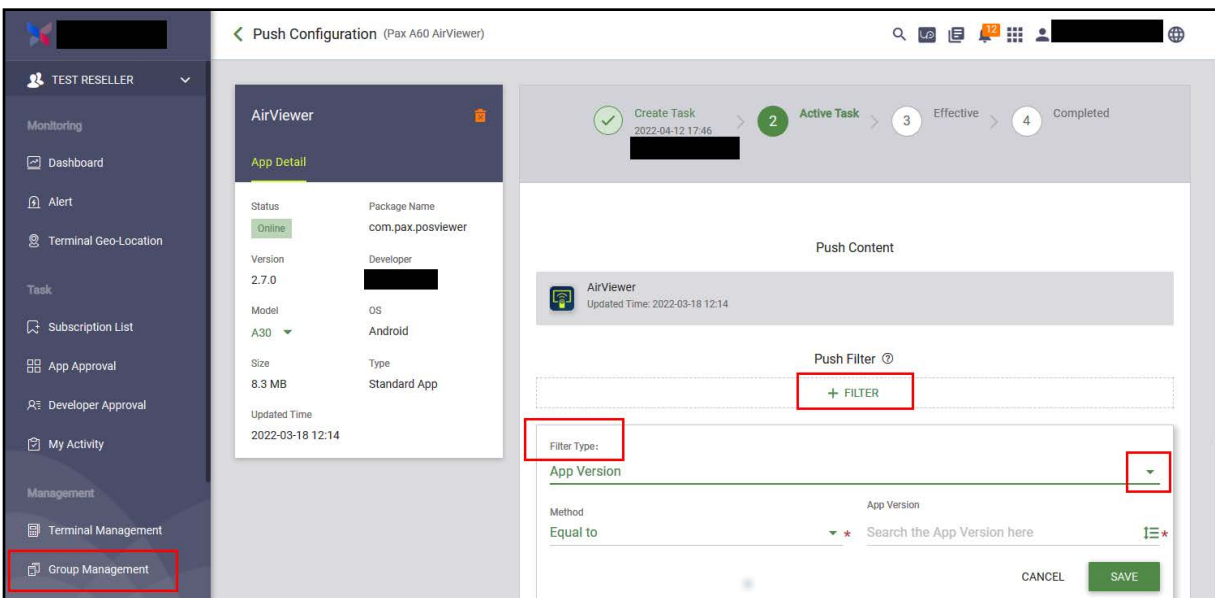 Push Configuration (Pax A60 AirViewer)
12
TEST RESELLER
Monitoring
Dashboard
Alert
Terminal Geo-Location
Task
Subscription List
App Approval
Developer Approval
My Activity
Management
Terminal Management
Group Management
AirViewer
App Detail
Status
Package Name
Online
com.pax.posviewer
Version
Developer
2.7.0
Model
OS
A30
Android
Size
Type
8.3 MB
Standard App
Updated Time
2022-03-18 12:14
Create Task
2022-04-12 17:46
2
Active Task
3
Effective
4
Completed
Push Content
AirViewer
Updated Time: 2022-03-18 12:14
Push Filter
+ FILTER
Filter Type:
App Version
Method
App Version
Equal to
*
Search the App Version here
*
CANCEL
SAVE